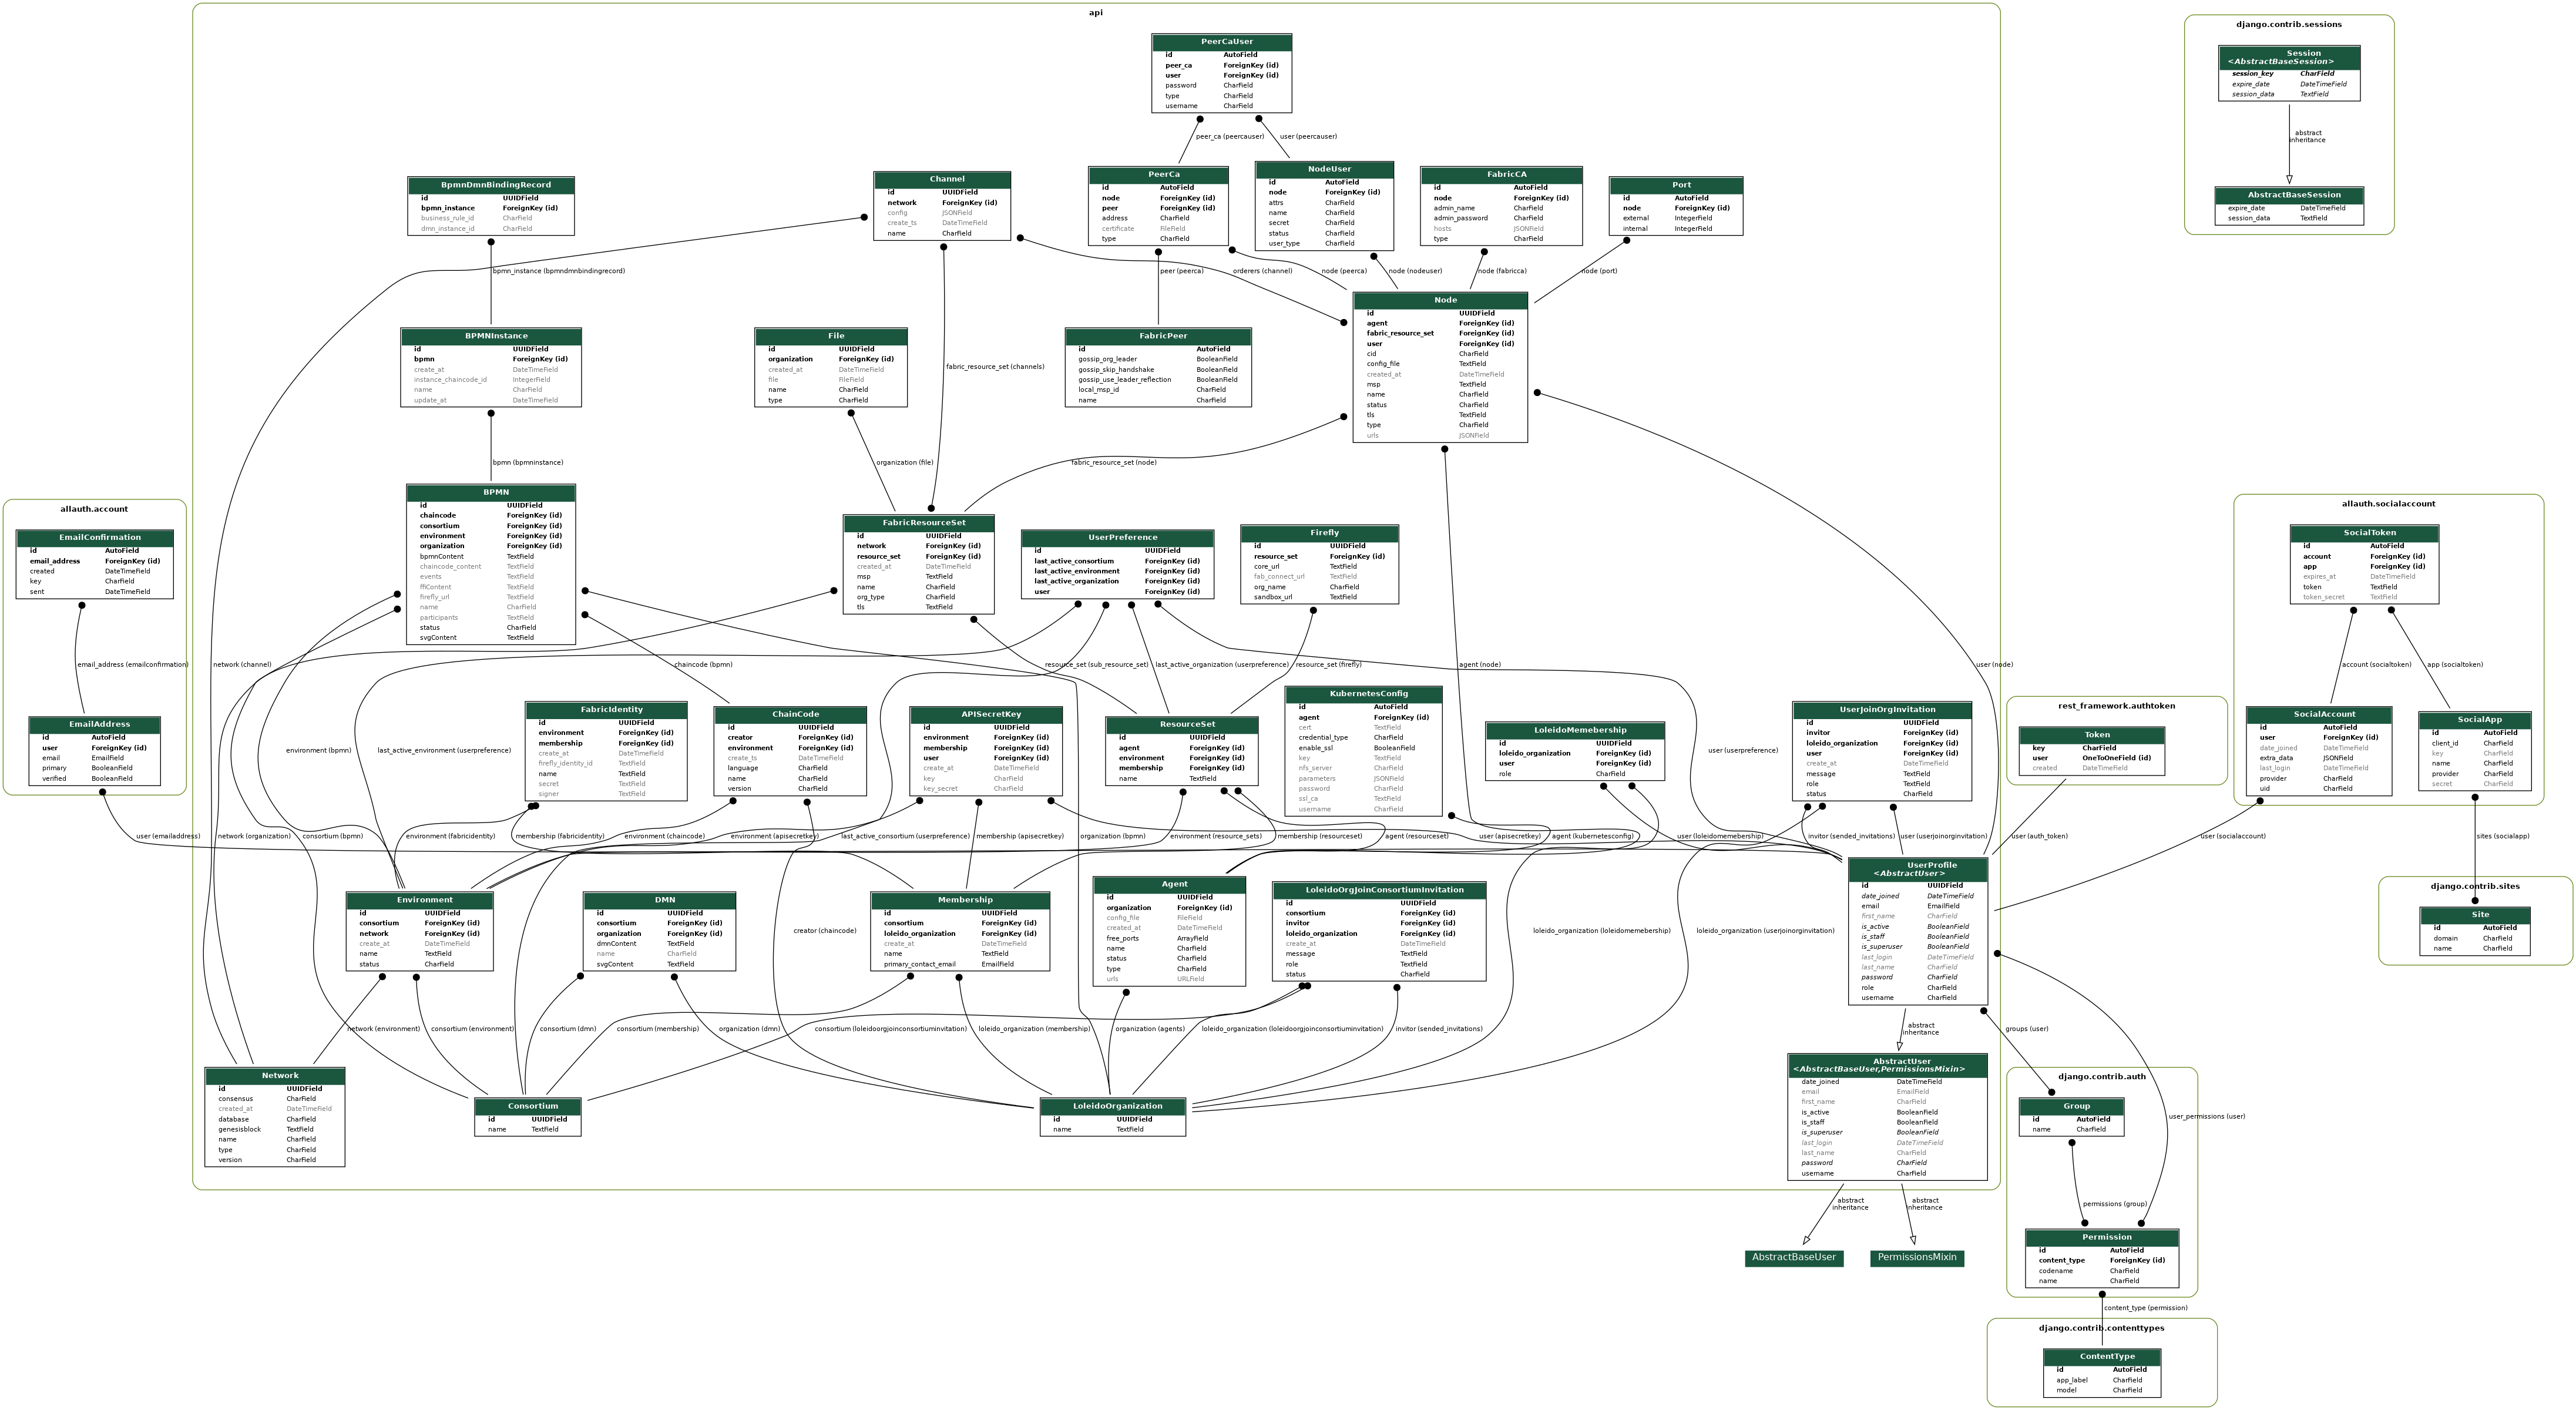 api
PeerCaUser
id AutoField
peer_ca ForeignKey (id)
user ForeignKey (id)
password CharField
type CharField
username CharField
peer_ca (peercauser)
user (peercauser)
django.contrib.sessions
Session
<AbstractBaseSession>
session_key CharField
expire_date DateTimeField
session_data TextField
abstract
inheritance
AbstractBaseSession
expire_date DateTimeField
session_data TextField
BpmnDmnBindingRecord
id UUIDField
bpmn_instance ForeignKey (id)
business_rule_id CharField
dmn_instance_id CharField
Channel
id UUIDField
network ForeignKey (id)
config JSONField
create_ts DateTimeField
name CharField
PeerCa
id AutoField
node ForeignKey (id)
peer ForeignKey (id)
address CharField
certificate FileField
type CharField
NodeUser
id AutoField
node ForeignKey (id)
attrs CharField
name CharField
secret CharField
status CharField
user_type CharField
FabricCA
id AutoField
node ForeignKey (id)
admin_name CharField
admin_password CharField
hosts JSONField
type CharField
Port
id AutoField
node ForeignKey (id)
external IntegerField
internal IntegerField
bpmn_instance (bpmndmnbindingrecord)
peer (peerca)
orderers (channel)
node (peerca)
node (nodeuser)
node (fabricca)
node (port)
BPMNInstance
id UUIDField
bpmn ForeignKey (id)
create_at DateTimeField
instance_chaincode_id IntegerField
name CharField
update_at DateTimeField
File
id UUIDField
organization ForeignKey (id)
created_at DateTimeField
file FileField
name CharField
type CharField
fabric_resource_set (channels)
FabricPeer
id AutoField
gossip_org_leader BooleanField
gossip_skip_handshake BooleanField
gossip_use_leader_reflection BooleanField
local_msp_id CharField
name CharField
Node
id UUIDField
agent ForeignKey (id)
fabric_resource_set ForeignKey (id)
user ForeignKey (id)
cid CharField
config_file TextField
created_at DateTimeField
msp TextField
name CharField
status CharField
tls TextField
type CharField
urls JSONField
bpmn (bpmninstance)
organization (file)
fabric_resource_set (node)
allauth.account
EmailConfirmation
id AutoField
email_address ForeignKey (id)
created DateTimeField
key CharField
sent DateTimeField
email_address (emailconfirmation)
EmailAddress
id AutoField
user ForeignKey (id)
email EmailField
primary BooleanField
verified BooleanField
BPMN
id UUIDField
chaincode ForeignKey (id)
consortium ForeignKey (id)
environment ForeignKey (id)
organization ForeignKey (id)
bpmnContent TextField
chaincode_content TextField
events TextField
ffiContent TextField
firefly_url TextField
name CharField
participants TextField
status CharField
svgContent TextField
FabricResourceSet
id UUIDField
network ForeignKey (id)
resource_set ForeignKey (id)
created_at DateTimeField
msp TextField
name CharField
org_type CharField
tls TextField
UserPreference
id UUIDField
last_active_consortium ForeignKey (id)
last_active_environment ForeignKey (id)
last_active_organization ForeignKey (id)
user ForeignKey (id)
Firefly
id UUIDField
resource_set ForeignKey (id)
core_url TextField
fab_connect_url TextField
org_name CharField
sandbox_url TextField
allauth.socialaccount
SocialToken
id AutoField
account ForeignKey (id)
app ForeignKey (id)
expires_at DateTimeField
token TextField
token_secret TextField
network (channel)
chaincode (bpmn)
resource_set (sub_resource_set)
last_active_organization (userpreference)
resource_set (firefly)
agent (node)
user (node)
account (socialtoken)
app (socialtoken)
environment (bpmn)
last_active_environment (userpreference)
user (userpreference)
FabricIdentity
id UUIDField
environment ForeignKey (id)
membership ForeignKey (id)
create_at DateTimeField
firefly_identity_id TextField
name TextField
secret TextField
signer TextField
ChainCode
id UUIDField
creator ForeignKey (id)
environment ForeignKey (id)
create_ts DateTimeField
language CharField
name CharField
version CharField
APISecretKey
id UUIDField
environment ForeignKey (id)
membership ForeignKey (id)
user ForeignKey (id)
create_at DateTimeField
key CharField
key_secret CharField
ResourceSet
id UUIDField
agent ForeignKey (id)
environment ForeignKey (id)
membership ForeignKey (id)
name TextField
KubernetesConfig
id AutoField
agent ForeignKey (id)
cert TextField
credential_type CharField
enable_ssl BooleanField
key TextField
nfs_server CharField
parameters JSONField
password CharField
ssl_ca TextField
username CharField
LoleidoMemebership
id UUIDField
loleido_organization ForeignKey (id)
user ForeignKey (id)
role CharField
UserJoinOrgInvitation
id UUIDField
invitor ForeignKey (id)
loleido_organization ForeignKey (id)
user ForeignKey (id)
create_at DateTimeField
message TextField
role TextField
status CharField
rest_framework.authtoken
Token
key CharField
user OneToOneField (id)
created DateTimeField
SocialAccount
id AutoField
user ForeignKey (id)
date_joined DateTimeField
extra_data JSONField
last_login DateTimeField
provider CharField
uid CharField
SocialApp
id AutoField
client_id CharField
key CharField
name CharField
provider CharField
secret CharField
user (emailaddress)
network (organization)
consortium (bpmn)
environment (fabricidentity)
membership (fabricidentity)
environment (chaincode)
environment (apisecretkey)
last_active_consortium (userpreference)
membership (apisecretkey)
organization (bpmn)
environment (resource_sets)
membership (resourceset)
agent (resourceset)
user (apisecretkey)
agent (kubernetesconfig)
user (loleidomemebership)
invitor (sended_invitations)
user (userjoinorginvitation)
user (auth_token)
user (socialaccount)
sites (socialapp)
Environment
id UUIDField
consortium ForeignKey (id)
network ForeignKey (id)
create_at DateTimeField
name TextField
status CharField
DMN
id UUIDField
consortium ForeignKey (id)
organization ForeignKey (id)
dmnContent TextField
name CharField
svgContent TextField
creator (chaincode)
Membership
id UUIDField
consortium ForeignKey (id)
loleido_organization ForeignKey (id)
create_at DateTimeField
name TextField
primary_contact_email EmailField
Agent
id UUIDField
organization ForeignKey (id)
config_file FileField
created_at DateTimeField
free_ports ArrayField
name CharField
status CharField
type CharField
urls URLField
LoleidoOrgJoinConsortiumInvitation
id UUIDField
consortium ForeignKey (id)
invitor ForeignKey (id)
loleido_organization ForeignKey (id)
create_at DateTimeField
message TextField
role TextField
status CharField
loleido_organization (loleidomemebership)
loleido_organization (userjoinorginvitation)
UserProfile
<AbstractUser>
id UUIDField
date_joined DateTimeField
email EmailField
first_name CharField
is_active BooleanField
is_staff BooleanField
is_superuser BooleanField
last_login DateTimeField
last_name CharField
password CharField
role CharField
username CharField
django.contrib.sites
Site
id AutoField
domain CharField
name CharField
network (environment)
consortium (environment)
consortium (dmn)
consortium (membership)
organization (dmn)
consortium (loleidoorgjoinconsortiuminvitation)
loleido_organization (membership)
organization (agents)
loleido_organization (loleidoorgjoinconsortiuminvitation)
invitor (sended_invitations)
abstract
inheritance
groups (user)
Network
id UUIDField
consensus CharField
created_at DateTimeField
database CharField
genesisblock TextField
name CharField
type CharField
version CharField
Consortium
id UUIDField
name TextField
LoleidoOrganization
id UUIDField
name TextField
AbstractUser
<AbstractBaseUser,PermissionsMixin>
date_joined DateTimeField
email EmailField
first_name CharField
is_active BooleanField
is_staff BooleanField
is_superuser BooleanField
last_login DateTimeField
last_name CharField
password CharField
username CharField
django.contrib.auth
Group
id AutoField
name CharField
user_permissions (user)
permissions (group)
abstract
inheritance
abstract
inheritance
AbstractBaseUser
PermissionsMixin
Permission
id AutoField
content_type ForeignKey (id)
codename CharField
name CharField
content_type (permission)
django.contrib.contenttypes
ContentType
id AutoField
app_label CharField
model CharField